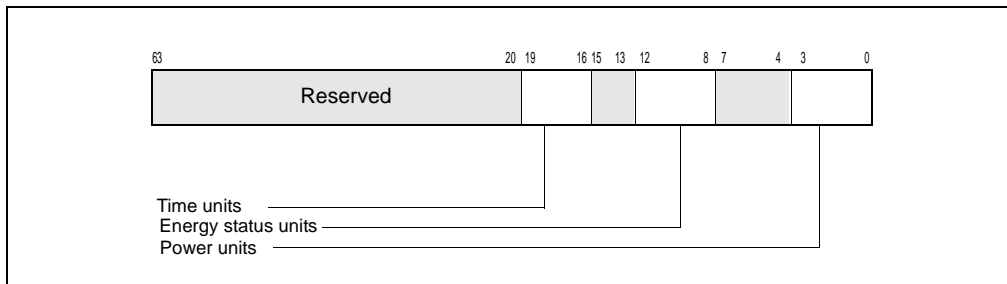 63 20 19 16 15 13 12 8 7 4 3 0
Reserved
Time units
Energy status units
Power units